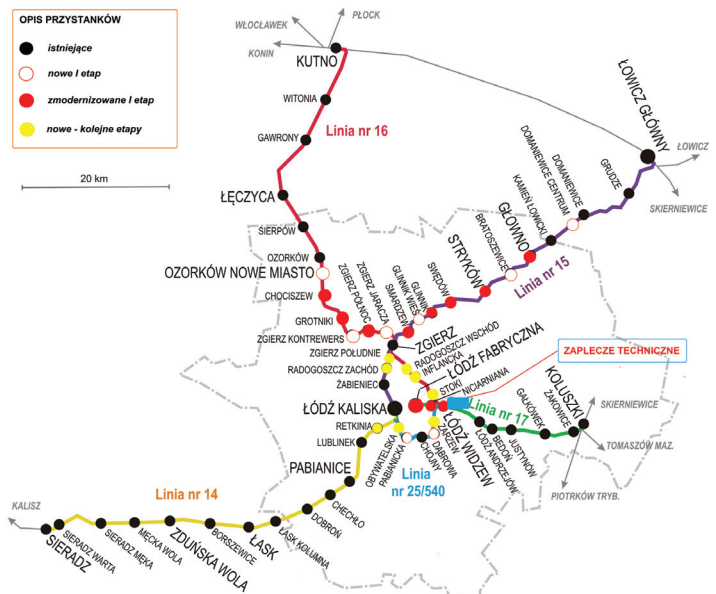 OPIS PRZYSTANKÓW
istniejące
nowe I etap
zmodernizowane I etap
nowe - kolejne etapy
20 km
PŁOCK
WŁOCŁAWEK
KONIN
KUTNO
WITONIA
GAWRONY
Linia nr 16
ŁĘCZYCA
SIERPÓW
OZORKÓW
OZORKÓW NOWE MIASTO
CHOCISZEW
GROTNIKI
ZGIERZ KONTREWERS
ZGIERZ PÓŁNOC
ZGIERZ JARACZA
SMARDZEW
GLINNIK WIEŚ
GLINNIK
SWĘDÓW
STRYKÓW
BRATOSZEWICE
GŁOWNO
KAMIEŃ ŁOWICKI
DOMANIEWICE CENTRUM
DOMANIEWICE
GRUDZE
ŁOWICZ GŁÓWNY
ŁOWICZ
SKIERNIEWICE
Linia nr 15
ZGIERZ
ZGIERZ POŁUDNIE
RADOGOSZCZ WSCHÓD
RADOGOSZCZ ZACHÓD
INFLANCKA
ŁÓDŹ FABRYCZNA
ŻABIENIEC
STOKI
NICIARNIANA
ZAPLECZE TECHNICZNE
ŁÓDŹ KALISKA
Linia nr 17
KOLUSZKI
ŻAKOWICE
GAŁKÓWEK
JUSTYNÓW
BEDOŃ
ŁÓDŹ ANDRZEJÓW
ŁÓDŹ WIDZEW
ZARZEW
DĄBROWA
CHOJNY
PABIANICKA
OBYWATELSKA
SKIERNIEWICE
TOMASZÓW MAZ.
PIOTRKÓW TRYB.
RETKINIA
LUBLINEK
Linia
nr 25/540
PABIANICE
CHECHŁO
DOBROŃ
ŁASK KOLUMNA
ŁASK
BORSZEWICE
ZDUŃSKA WOLA
MĘCKA WOLA
SIERADZ MĘKA
SIERADZ WARTA
SIERADZ
KALISZ
Linia nr 14